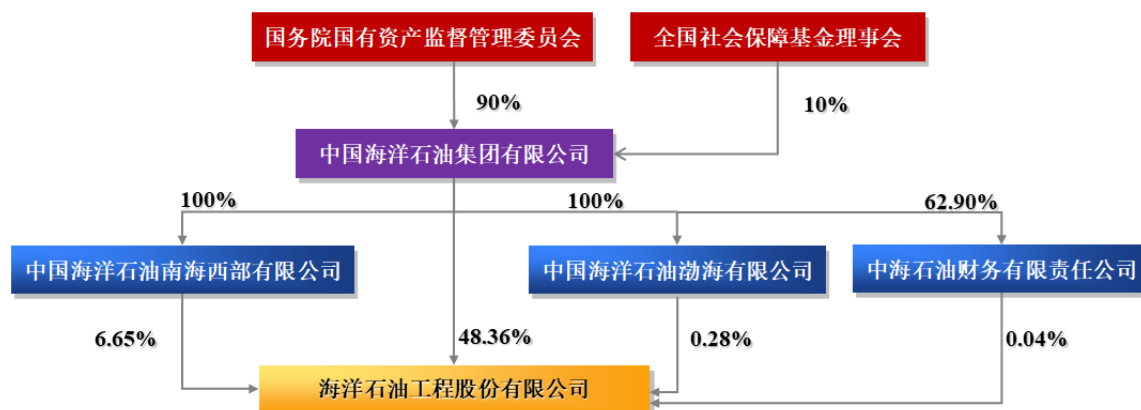 国务院国有资产监督管理委员会
全国社会保障基金理事会
90%
10%
中国海洋石油集团有限公司
100%
100%
62.90%
中国海洋石油南海西部有限公司
中国海洋石油渤海有限公司
中海石油财务有限责任公司
6.65%
48.36%
0.28%
0.04%
海洋石油工程股份有限公司